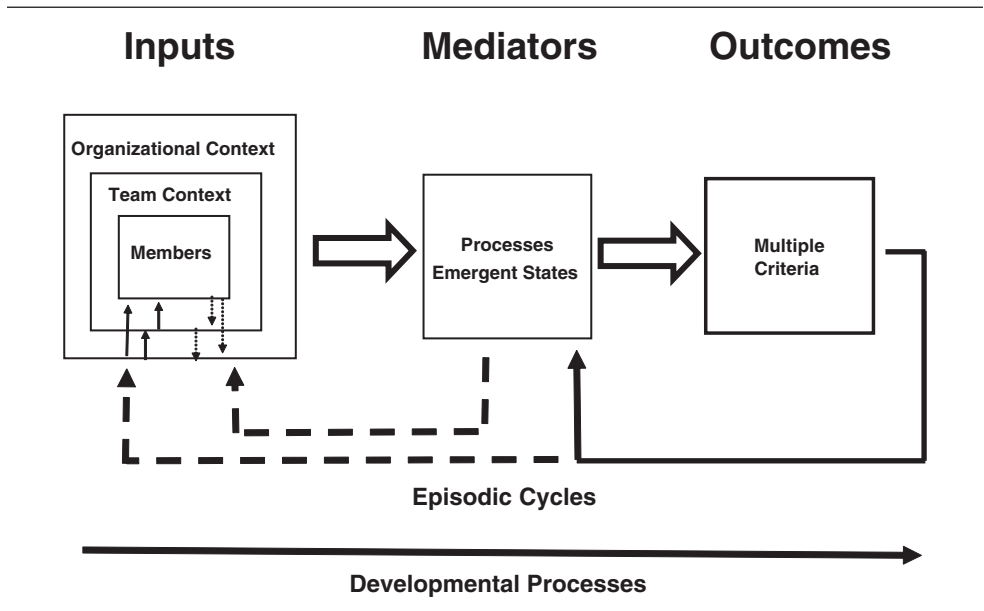 Inputs
Mediators
Outcomes
Organizational Context
Team Context
Members
Processes
Emergent States
Multiple
Criteria
Episodic Cycles
Developmental Processes